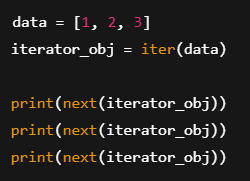 data = [1, 2, 3]
iterator_obj = iter(data)
print(next(iterator_obj))
print(next(iterator_obj))
print(next(iterator_obj))